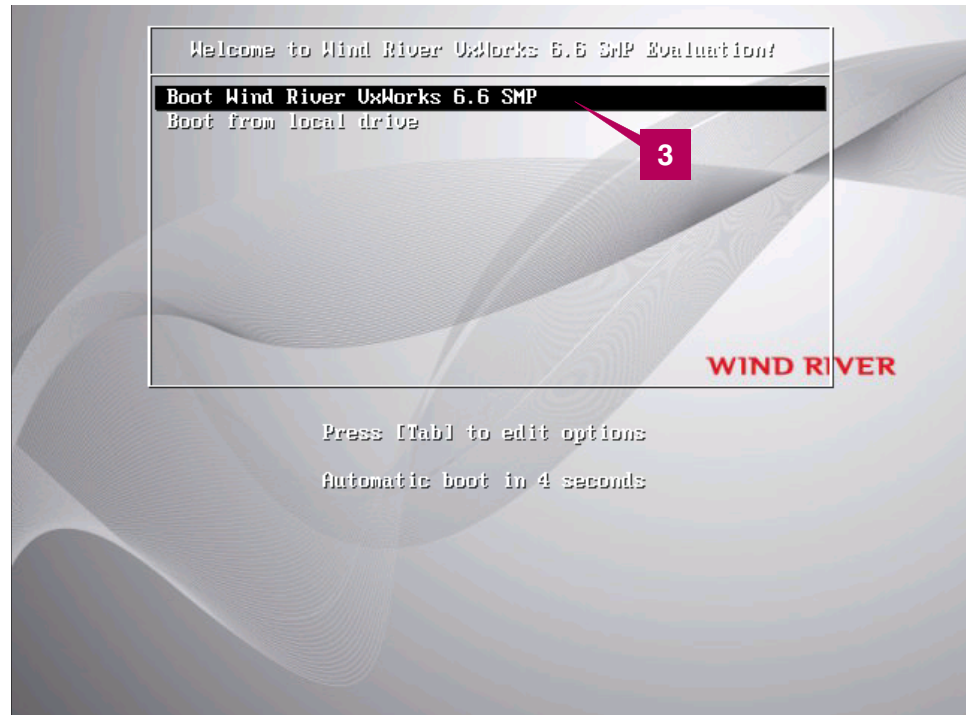 Welcome to Wind River VxWorks 6.6 SMP Evaluation!
Boot Wind River VxWorks 6.6 SMP
Boot from local drive
3
WIND RIVER
Press [Tab] to edit options
Automatic boot in 4 seconds